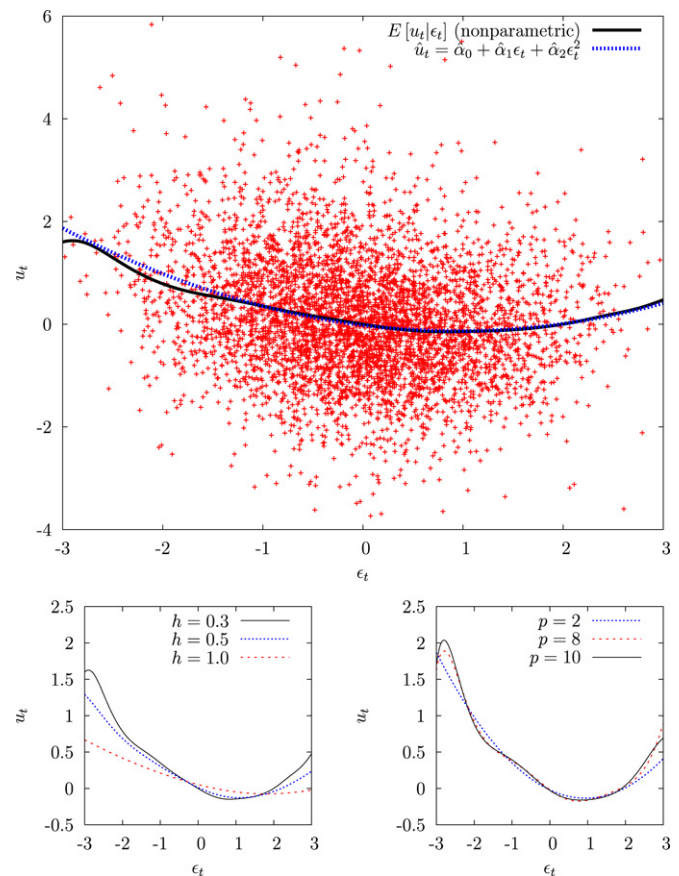 E [u_t|ϵ_t] (nonparametric)
û_t = α̂_0 + α̂_1ϵ_t + α̂_2ϵ_t^2
6
4
2
0
-2
-4
u_t
-3 -2 -1 0 1 2 3
ϵ_t
h = 0.3
h = 0.5
h = 1.0
2.5
2
1.5
1
0.5
0
-0.5
u_t
-3 -2 -1 0 1 2 3
ϵ_t
p = 2
p = 8
p = 10
2.5
2
1.5
1
0.5
0
-0.5
u_t
-3 -2 -1 0 1 2 3
ϵ_t